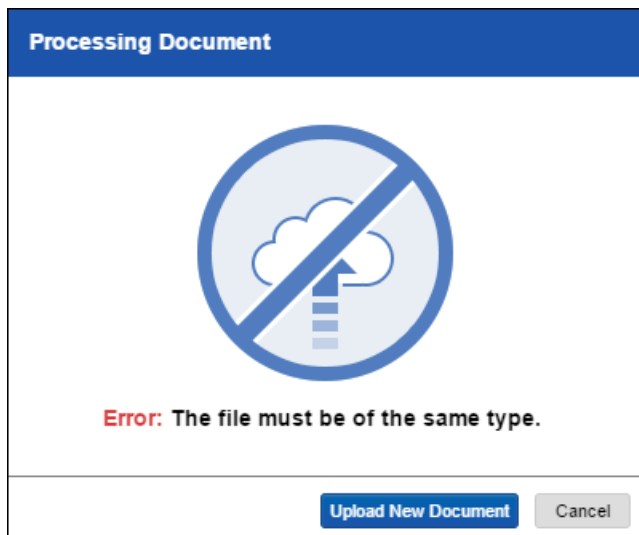 Processing Document
Error: The file must be of the same type.
Upload New Document
Cancel